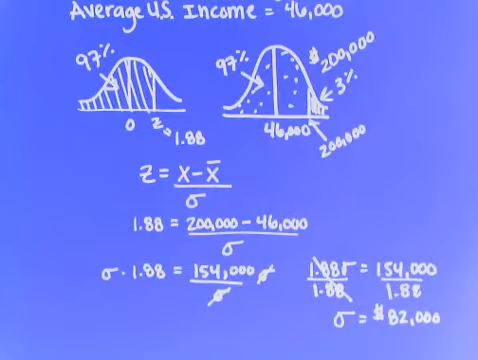 Average U.S. Income = 46,000
97%
0
z = 1.88
97%
$200,000
3%
46,000
200,000
z = x - x̄ / σ
1.88 = 200,000 - 46,000 / σ
σ · 1.88 = 154,000 σ / σ
1.88σ / 1.88 = 154,000 / 1.88
σ = $82,000